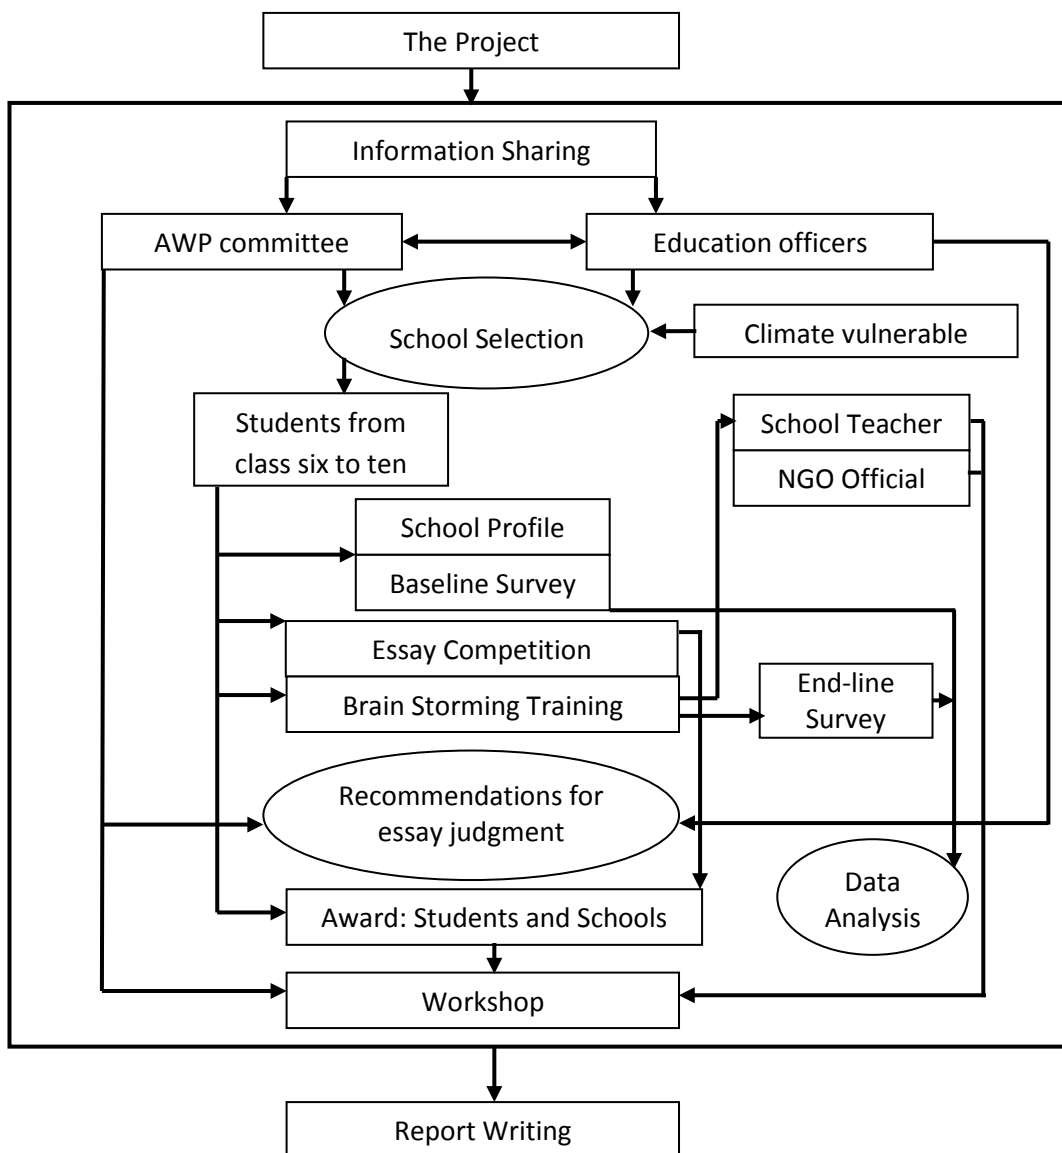 The Project
Information Sharing
AWP committee
Education officers
School Selection
Climate vulnerable
Students from
class six to ten
School Teacher
NGO Official
School Profile
Baseline Survey
Essay Competition
Brain Storming Training
End-line
Survey
Recommendations for
essay judgment
Data
Analysis
Award: Students and Schools
Workshop
Report Writing